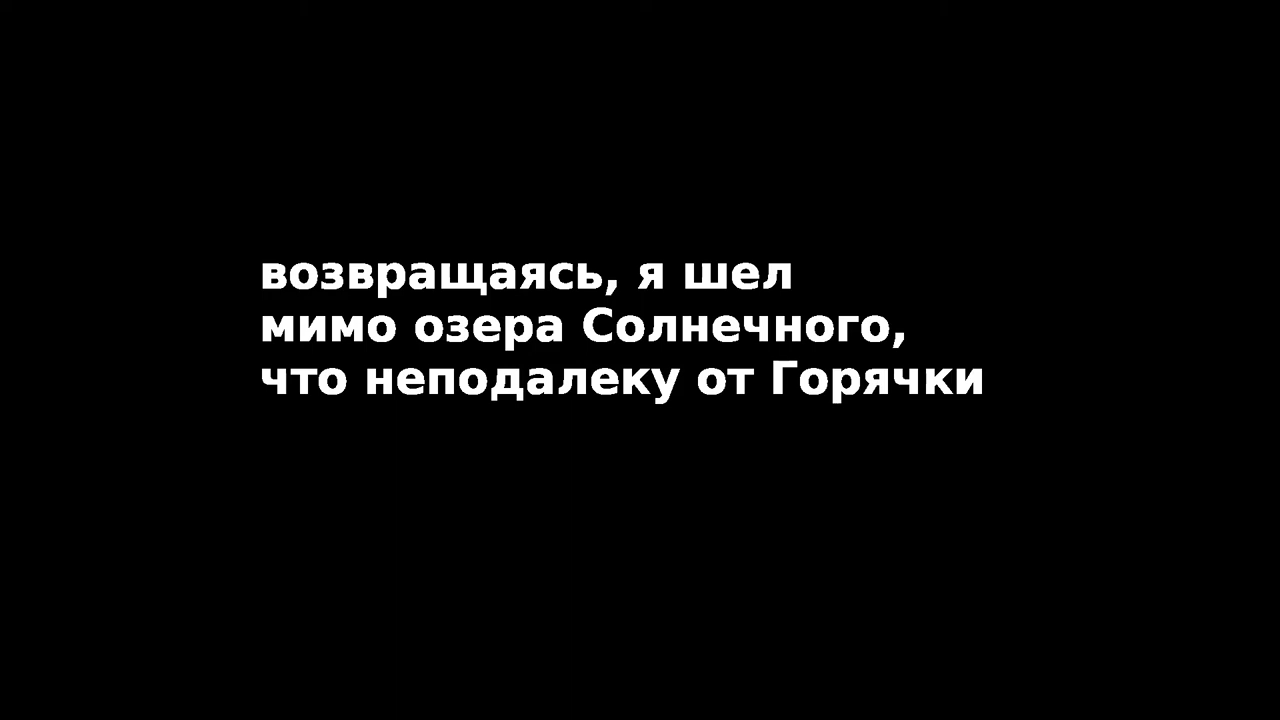 возвращаясь, я шел
мимо озера Солнечного,
что неподалеку от Горячки